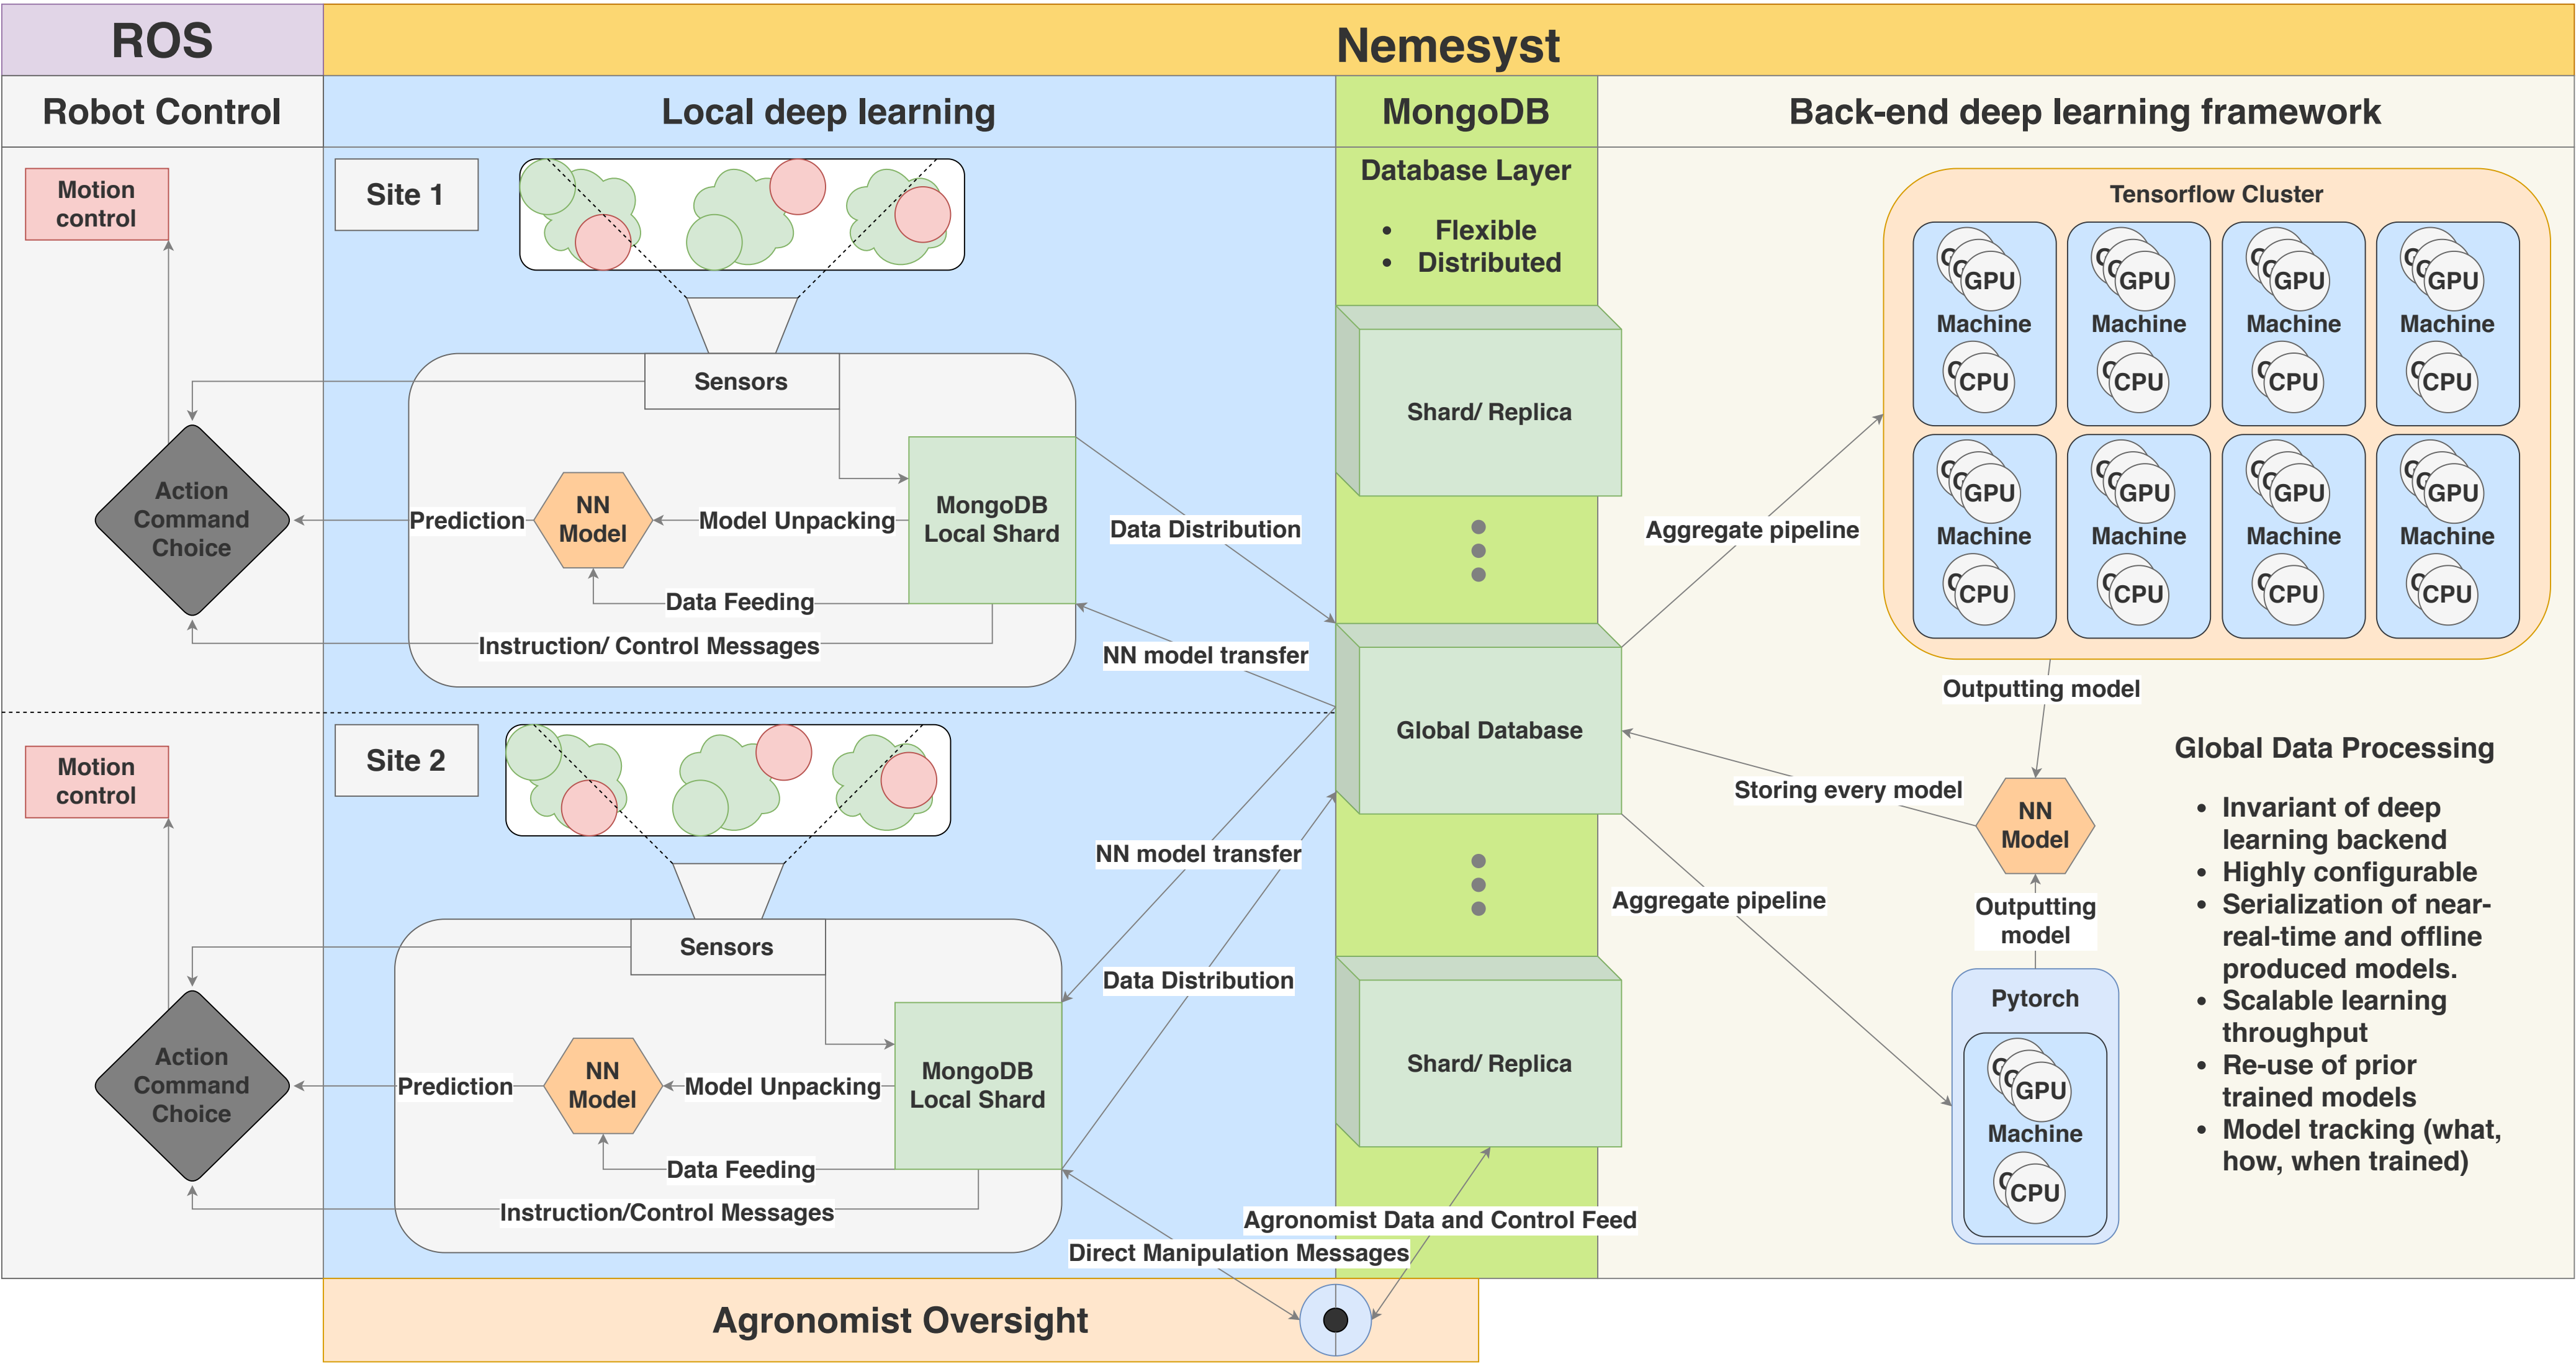 ROS
Nemesyst
Robot Control
Local deep learning
MongoDB
Back-end deep learning framework
Motion
control
Action
Command
Choice
Site 1
Sensors
Prediction
NN
Model
Model Unpacking
MongoDB
Local Shard
Data Feeding
Instruction/ Control Messages
Data Distribution
NN model transfer
Motion
control
Action
Command
Choice
Site 2
Sensors
Prediction
NN
Model
Model Unpacking
MongoDB
Local Shard
Data Feeding
Instruction/Control Messages
NN model transfer
Data Distribution
Database Layer
• Flexible
• Distributed
Shard/ Replica
Global Database
Shard/ Replica
Agronomist Data and Control Feed
Direct Manipulation Messages
Agronomist Oversight
Aggregate pipeline
Aggregate pipeline
Storing every model
Tensorflow Cluster
GPU
Machine
CPU
GPU
Machine
CPU
GPU
Machine
CPU
GPU
Machine
CPU
GPU
Machine
CPU
GPU
Machine
CPU
GPU
Machine
CPU
GPU
Machine
CPU
Outputting model
NN
Model
Outputting
model
Pytorch
GPU
Machine
CPU
Global Data Processing
• Invariant of deep
learning backend
• Highly configurable
• Serialization of near-
real-time and offline
produced models.
• Scalable learning
throughput
• Re-use of prior
trained models
• Model tracking (what,
how, when trained)